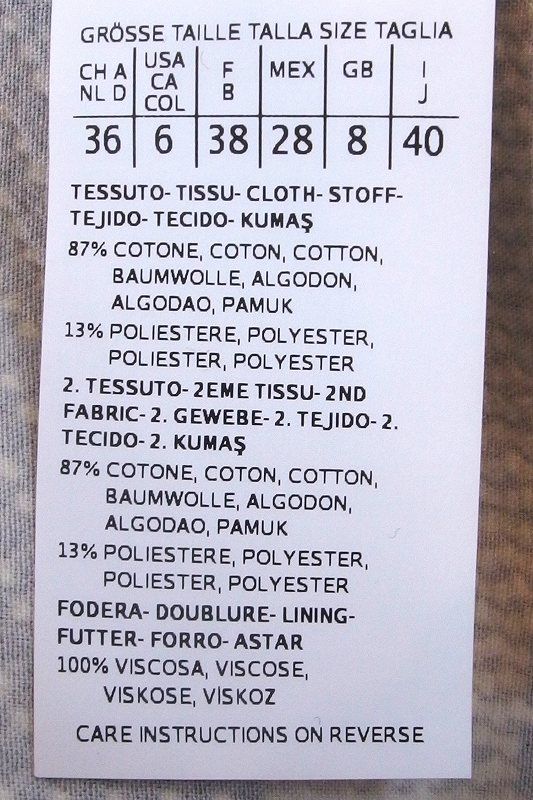 GRÖSSE TAILLE TALLA SIZE TAGLIA
CH A NL D USA CA COL F B MEX GB I J
36 6 38 28 8 40
TESSUTO- TISSU- CLOTH- STOFF-
TEJIDO- TECIDO- KUMAŞ
87% COTONE, COTON, COTTON,
BAUMWOLLE, ALGODON,
ALGODAO, PAMUK
13% POLIESTERE, POLYESTER,
POLIESTER, POLYESTER
2. TESSUTO- 2EME TISSU- 2ND
FABRIC- 2. GEWEBE- 2. TEJIDO- 2.
TECIDO- 2. KUMAŞ
87% COTONE, COTON, COTTON,
BAUMWOLLE, ALGODON,
ALGODAO, PAMUK
13% POLIESTERE, POLYESTER,
POLIESTER, POLYESTER
FODERA- DOUBLURE- LINING-
FUTTER- FORRO- ASTAR
100% VISCOSA, VISCOSE,
VISKOSE, VİSKOZ
CARE INSTRUCTIONS ON REVERSE